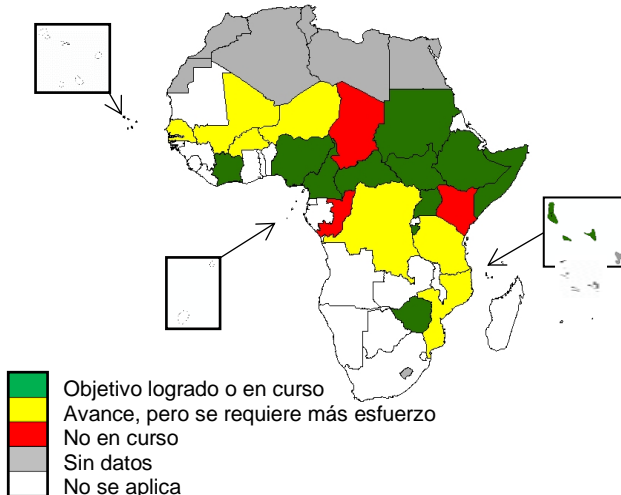 Objetivo logrado o en curso
Avance, pero se requiere más esfuerzo
No en curso
Sin datos
No se aplica